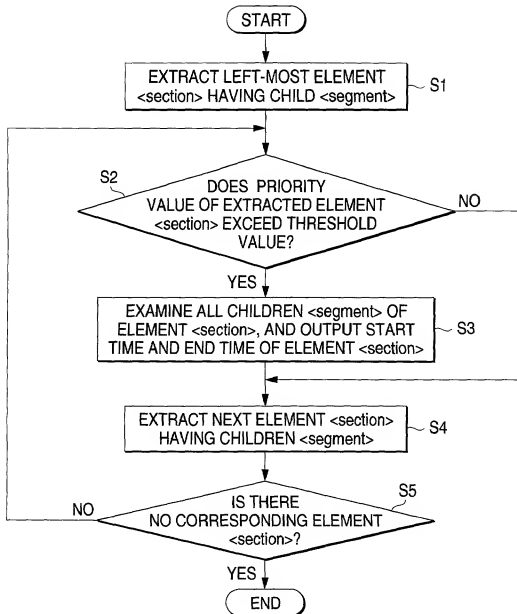 START
EXTRACT LEFT-MOST ELEMENT
<section> HAVING CHILD <segment>
S1
S2
DOES PRIORITY
VALUE OF EXTRACTED ELEMENT
<section> EXCEED THRESHOLD
VALUE?
NO
YES
EXAMINE ALL CHILDREN <segment> OF
ELEMENT <section>, AND OUTPUT START
TIME AND END TIME OF ELEMENT <section>
S3
EXTRACT NEXT ELEMENT <section>
HAVING CHILDREN <segment>
S4
S5
IS THERE
NO CORRESPONDING ELEMENT
<section>?
NO
YES
END